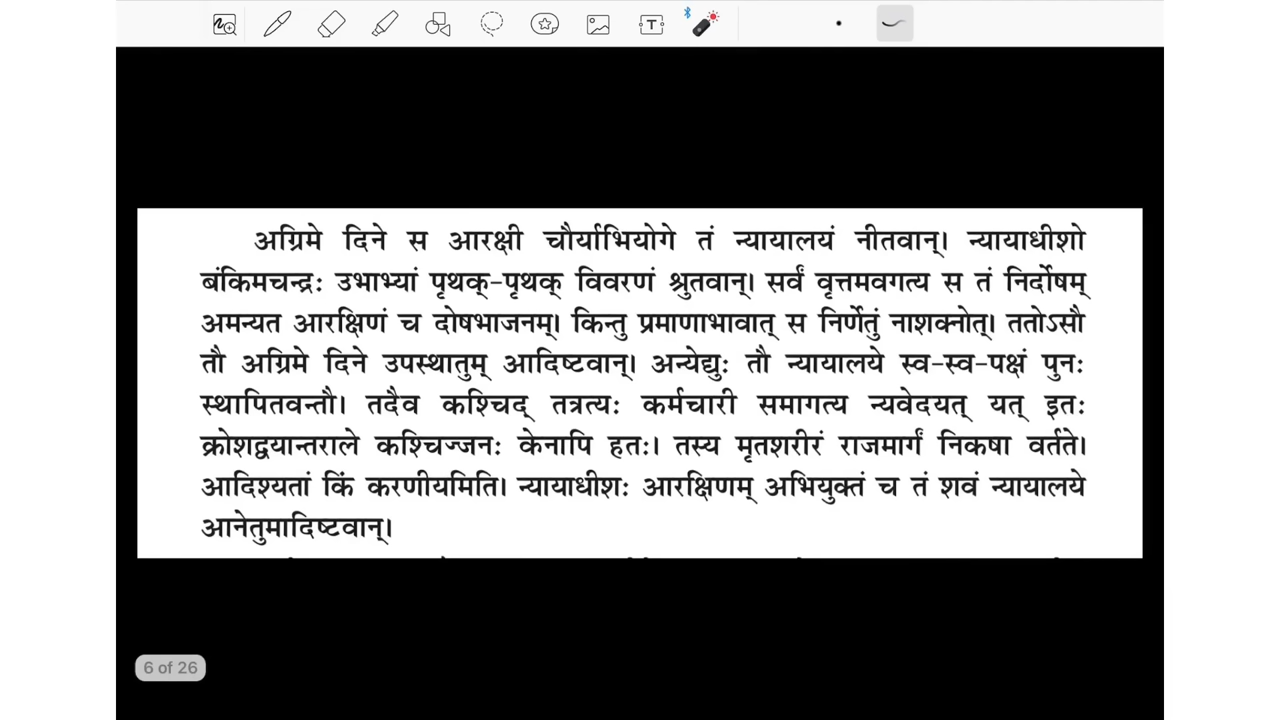 अग्रिमे दिने स आरक्षी चौर्याभियोगे तं न्यायालयं नीतवान्। न्यायाधीशो
बंकिमचन्द्रः उभाभ्यां पृथक्-पृथक् विवरणं श्रुतवान्। सर्वं वृत्तमवगत्य स तं निर्दोषम्
अमन्यत आरक्षिणं च दोषभाजनम्। किन्तु प्रमाणाभावात् स निर्णेतुं नाशक्नोत्। ततोऽसौ
तौ अग्रिमे दिने उपस्थातुम् आदिष्टवान्। अन्येद्युः तौ न्यायालये स्व-स्व-पक्षं पुनः
स्थापितवन्तौ। तदैव कश्चिद् तत्रत्यः कर्मचारी समागत्य न्यवेदयत् यत् इतः
क्रोशद्वयान्तराले कश्चिज्जनः केनापि हतः। तस्य मृतशरीरं राजमार्गं निकषा वर्तते।
आदिश्यतां किं करणीयमिति। न्यायाधीशः आरक्षिणम् अभियुक्तं च तं शवं न्यायालये
आनेतुमादिष्टवान्।
6 of 26